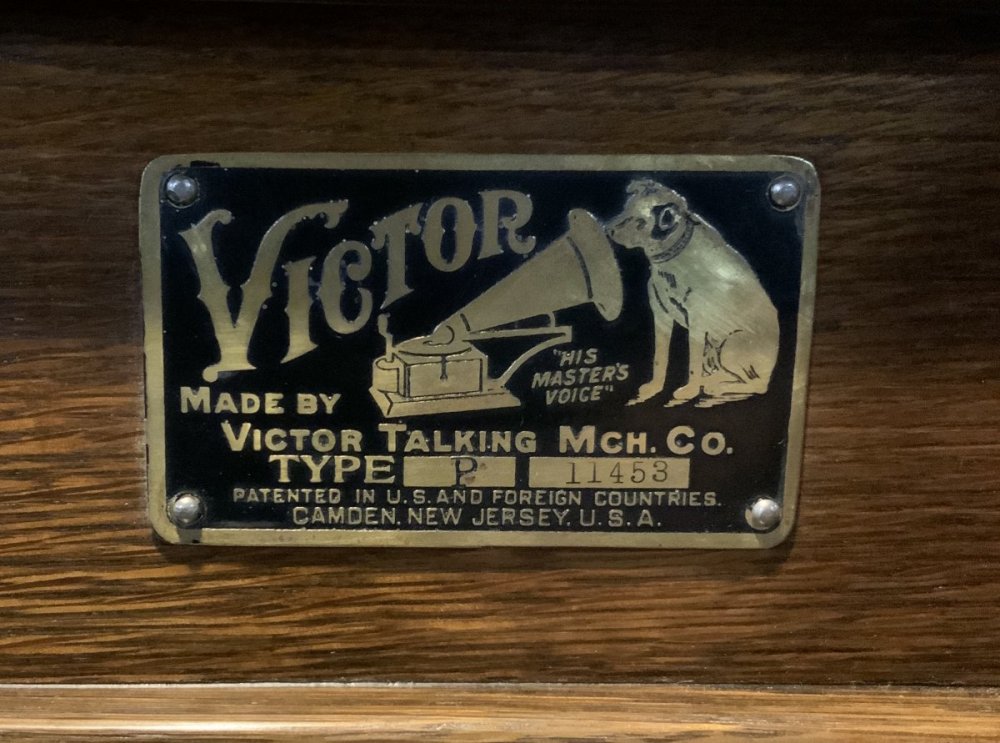 VICTOR
"HIS
MASTER'S
VOICE"
MADE BY
VICTOR TALKING MCH. CO.
TYPE P 11453
PATENTED IN U.S. AND FOREIGN COUNTRIES.
CAMDEN, NEW JERSEY, U.S.A.